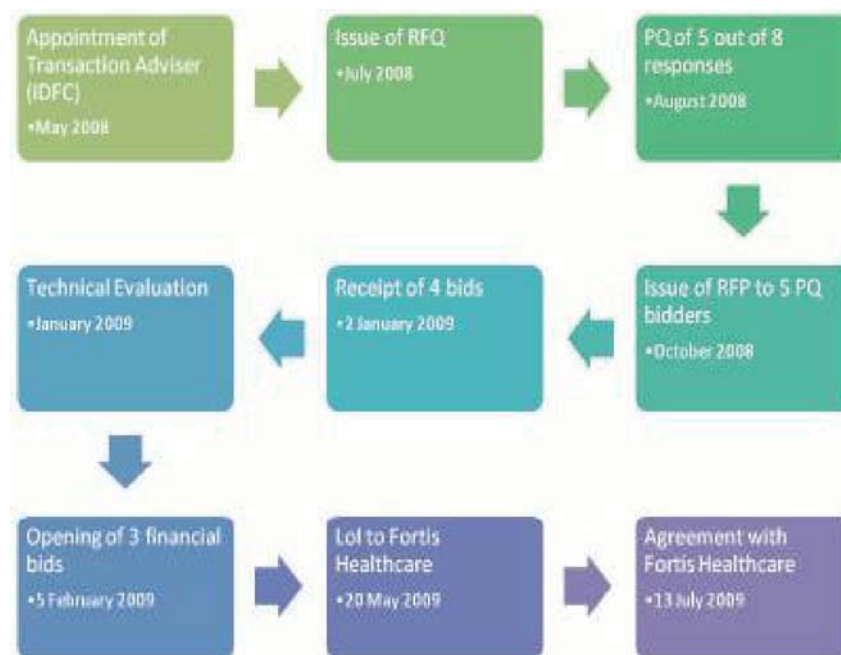 Appointment of
Transaction Adviser
(IDFC)
•May 2008
Issue of RFQ
•July 2008
PQ of 5 out of 8
responses
•August 2008
Issue of RFP to 5 PQ
bidders
•October 2008
Receipt of 4 bids
•2 January 2009
Technical Evaluation
•January 2009
Opening of 3 financial
bids
•5 February 2009
LoI to Fortis
Healthcare
•20 May 2009
Agreement with
Fortis Healthcare
•13 July 2009